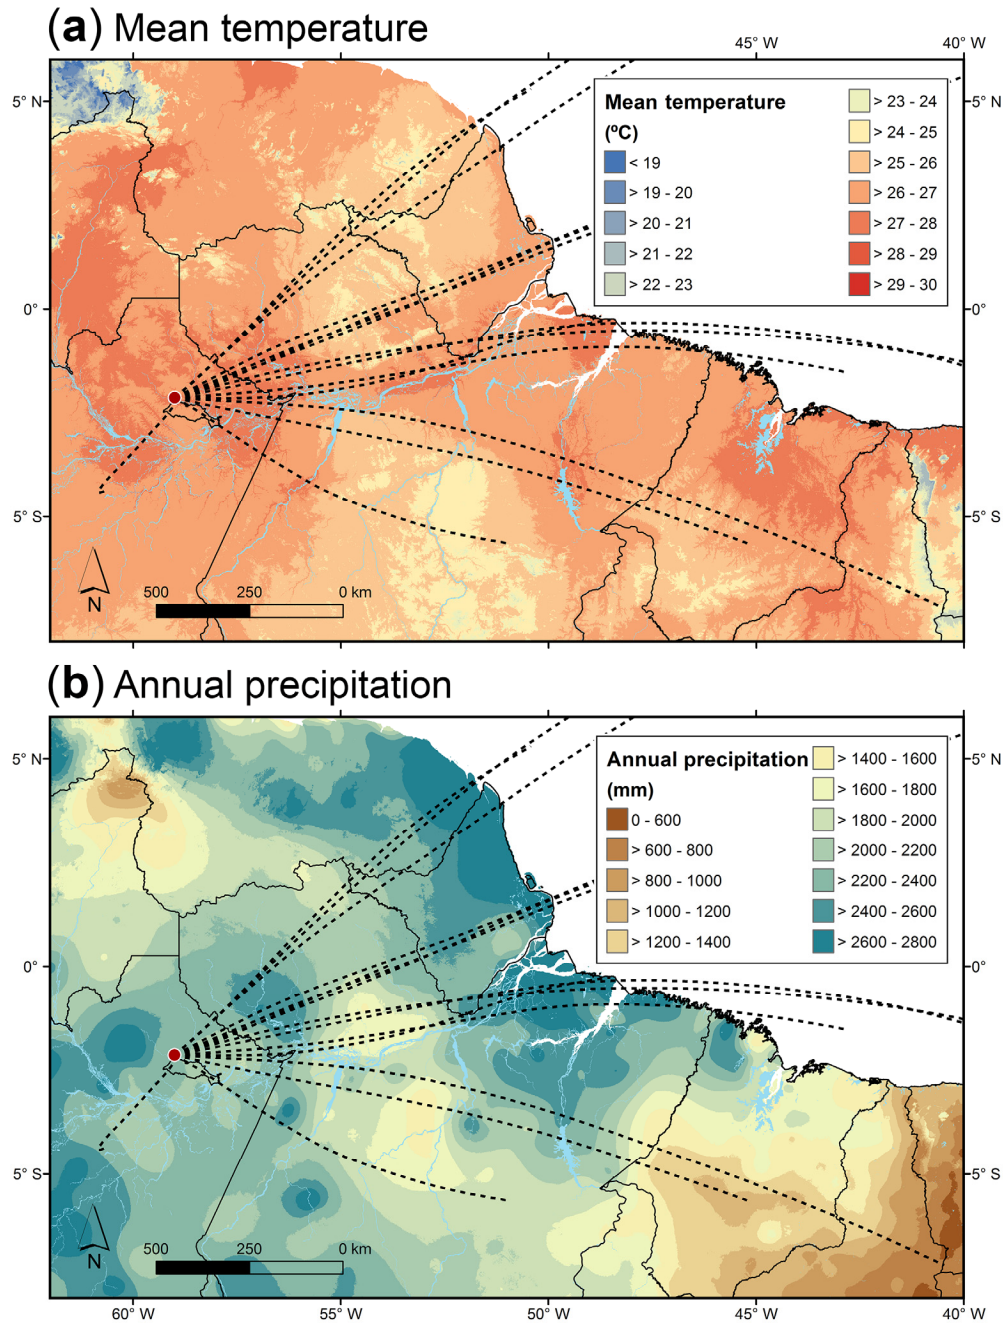 (a) Mean temperature
45° W
40° W
5° N
5° N
Mean temperature
(ºC)
< 19
> 19 - 20
> 20 - 21
> 21 - 22
> 22 - 23
> 23 - 24
> 24 - 25
> 25 - 26
> 26 - 27
> 27 - 28
> 28 - 29
> 29 - 30
0°
0°
5° S
5° S
N
500
250
0 km
(b) Annual precipitation
5° N
5° N
Annual precipitation
(mm)
0 - 600
> 600 - 800
> 800 - 1000
> 1000 - 1200
> 1200 - 1400
> 1400 - 1600
> 1600 - 1800
> 1800 - 2000
> 2000 - 2200
> 2200 - 2400
> 2400 - 2600
> 2600 - 2800
0°
0°
5° S
5° S
N
500
250
0 km
60° W
55° W
50° W
45° W
40° W